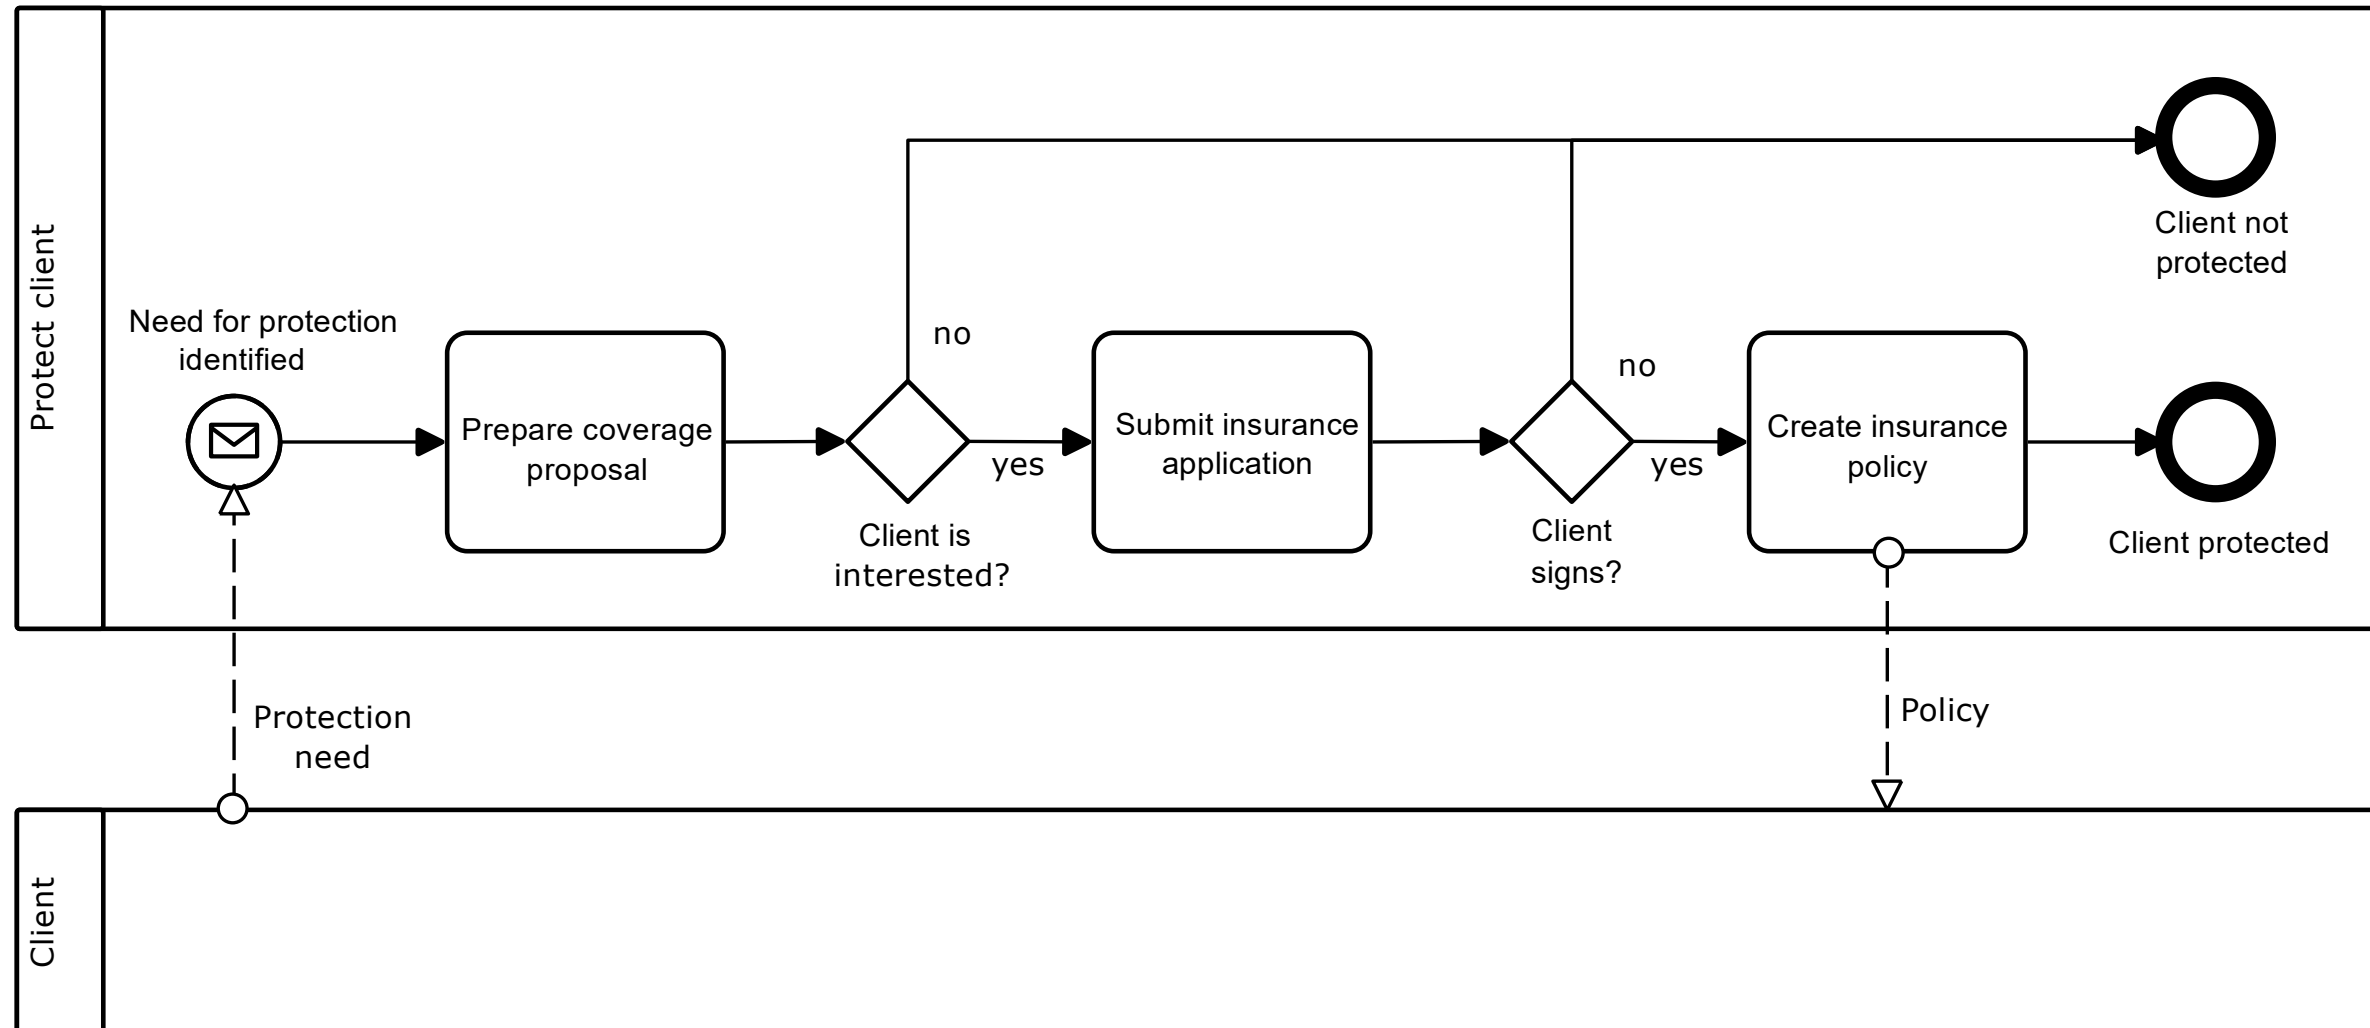 Protect client
Client not
protected
Need for protection
identified
no
no
Prepare coverage
proposal
yes
Submit insurance
application
yes
Create insurance
policy
Client is
interested?
Client
signs?
Client protected
Protection
need
Policy
Client